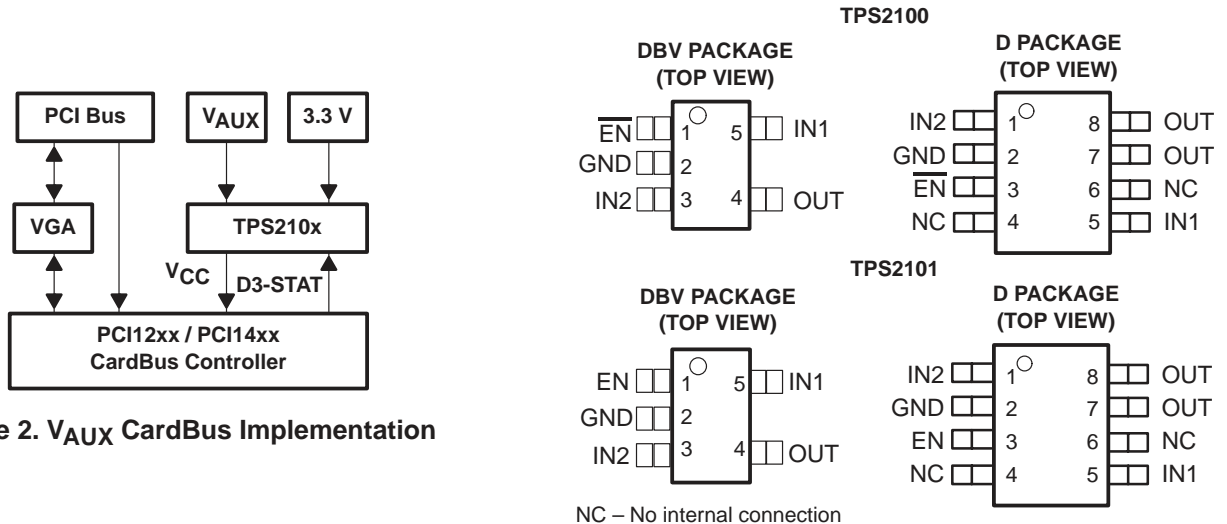 PCI Bus
VAUX
3.3 V
VGA
TPS210x
VCC
D3-STAT
PCI12xx / PCI14xx
CardBus Controller
e 2. VAUX CardBus Implementation
TPS2100
DBV PACKAGE
(TOP VIEW)
EN 1 5 IN1
GND 2
IN2 3 4 OUT
D PACKAGE
(TOP VIEW)
IN2 1 8 OUT
GND 2 7 OUT
EN 3 6 NC
NC 4 5 IN1
TPS2101
DBV PACKAGE
(TOP VIEW)
EN 1 5 IN1
GND 2
IN2 3 4 OUT
D PACKAGE
(TOP VIEW)
IN2 1 8 OUT
GND 2 7 OUT
EN 3 6 NC
NC 4 5 IN1
NC – No internal connection